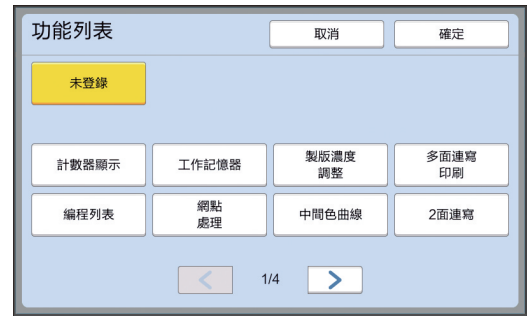 功能列表
取消
確定
未登錄
計數器顯示
工作記憶器
製版濃度
調整
多面連寫
印刷
編程列表
網點
處理
中間色曲線
2面連寫
1/4